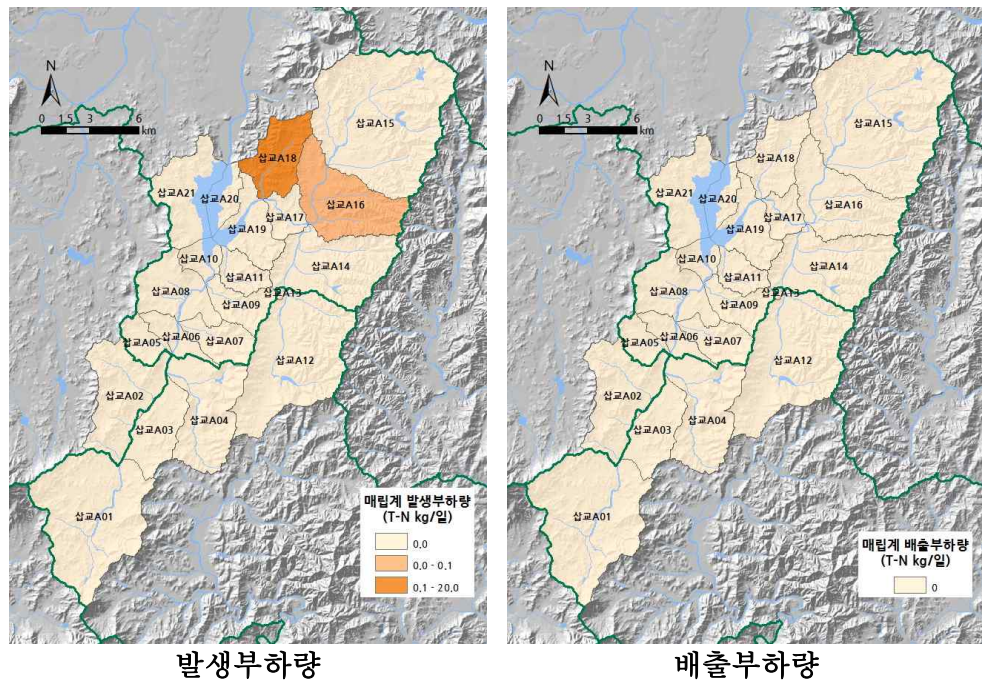 N
0 1.5 3 6
km
삽교A15
삽교A18
삽교A21
삽교A20
삽교A16
삽교A17
삽교A19
삽교A10
삽교A11
삽교A14
삽교A08
삽교A13
삽교A09
삽교A05
삽교A06
삽교A07
삽교A12
삽교A02
삽교A04
삽교A03
삽교A01
매립계 발생부하량
(T-N kg/일)
0.0
0.0 - 0.1
0.1 - 20.0
발생부하량
N
0 1.5 3 6
km
삽교A15
삽교A18
삽교A21
삽교A20
삽교A16
삽교A17
삽교A19
삽교A10
삽교A11
삽교A14
삽교A08
삽교A13
삽교A09
삽교A05
삽교A06
삽교A07
삽교A12
삽교A02
삽교A04
삽교A03
삽교A01
매립계 배출부하량
(T-N kg/일)
0
배출부하량